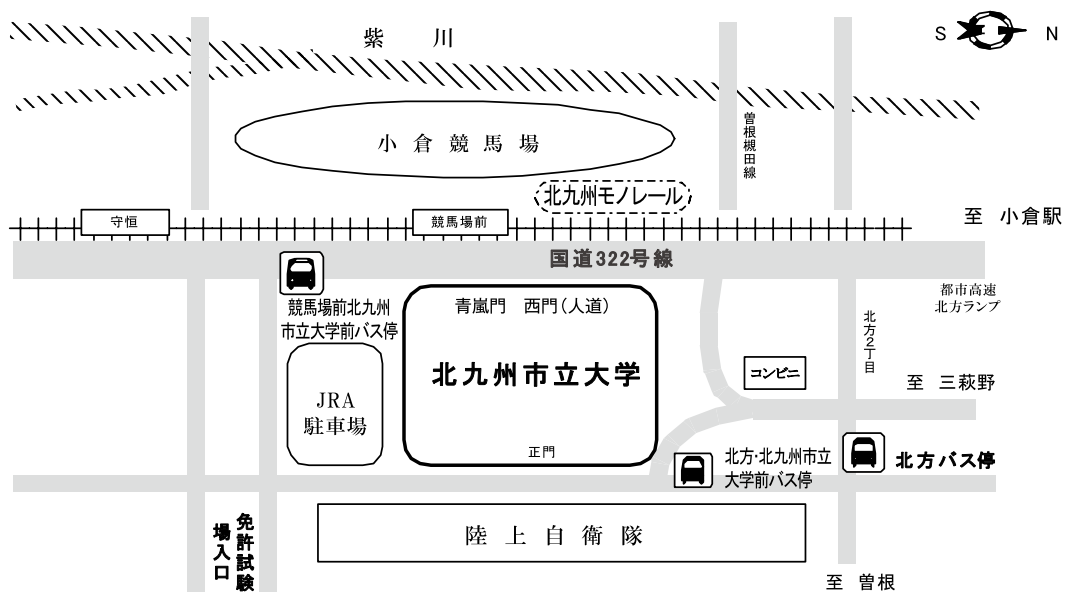 紫川
S N
小倉競馬場
曽根槻田線
北九州モノレール
至 小倉駅
守恒
競馬場前
国道322号線
競馬場前北九州
市立大学前バス停
青嵐門 西門(人道)
都市高速
北方ランプ
北方2丁目
北九州市立大学
コンビニ
至 三萩野
JRA
駐車場
正門
北方・北九州市立
大学前バス停
北方バス停
免許試験
場入口
陸上自衛隊
至 曽根